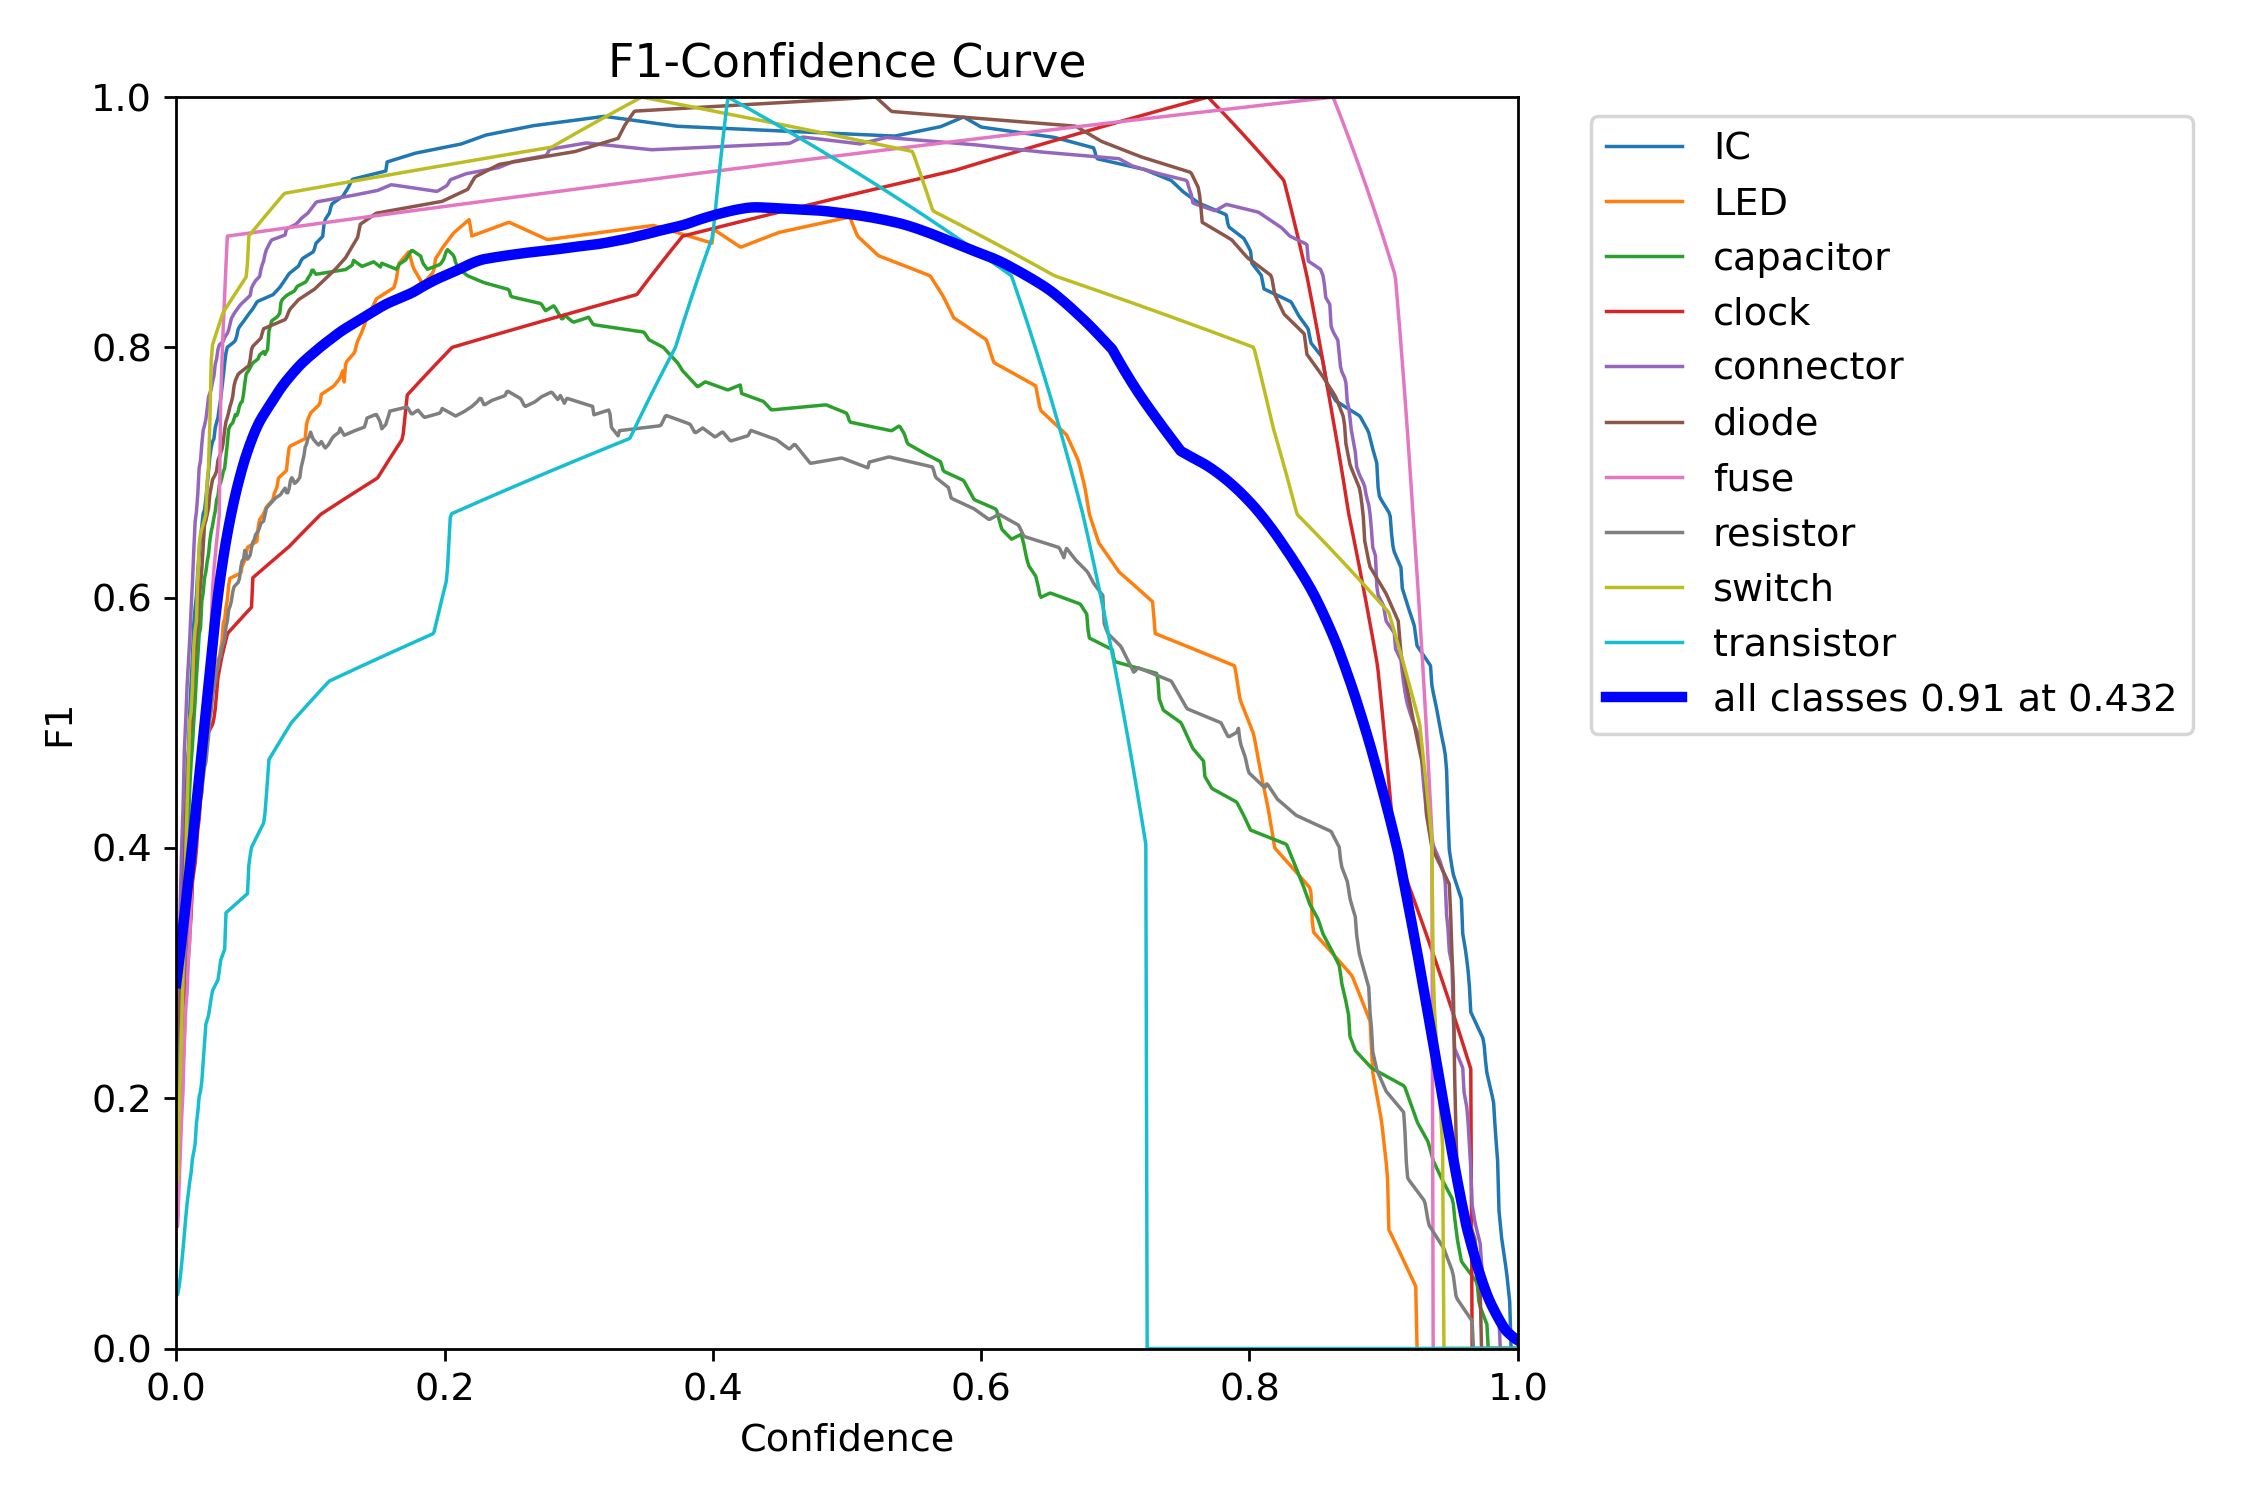 F1-Confidence Curve
1.0
0.8
0.6
0.4
0.2
0.0
F1
0.0 0.2 0.4 0.6 0.8 1.0
Confidence
IC
LED
capacitor
clock
connector
diode
fuse
resistor
switch
transistor
all classes 0.91 at 0.432